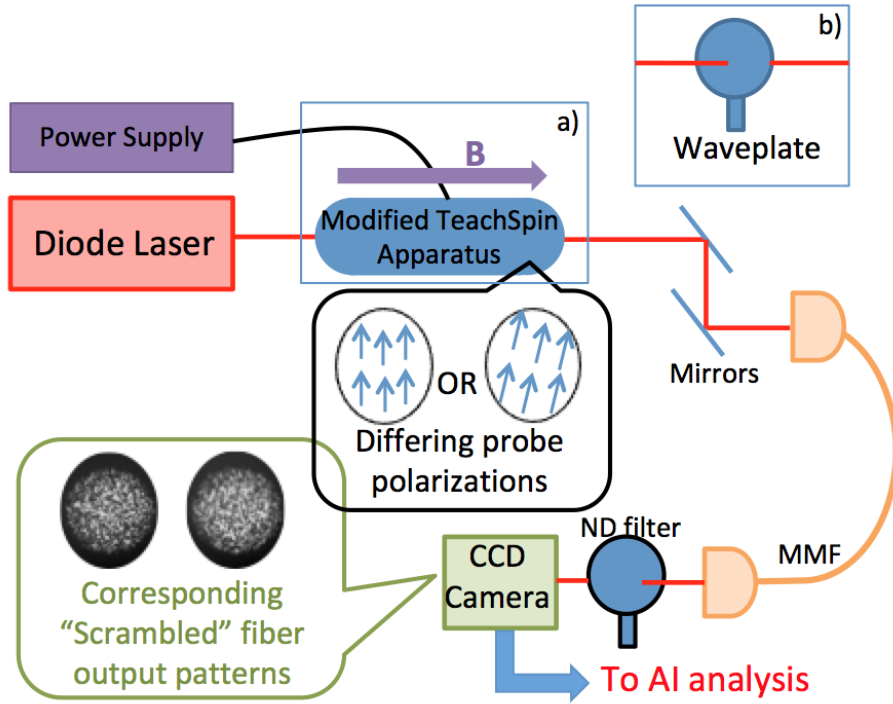 Power Supply
a)
B
b)
Waveplate
Diode Laser
Modified TeachSpin
Apparatus
Mirrors
OR
Differing probe
polarizations
ND filter
MMF
CCD
Camera
Corresponding
“Scrambled” fiber
output patterns
To AI analysis